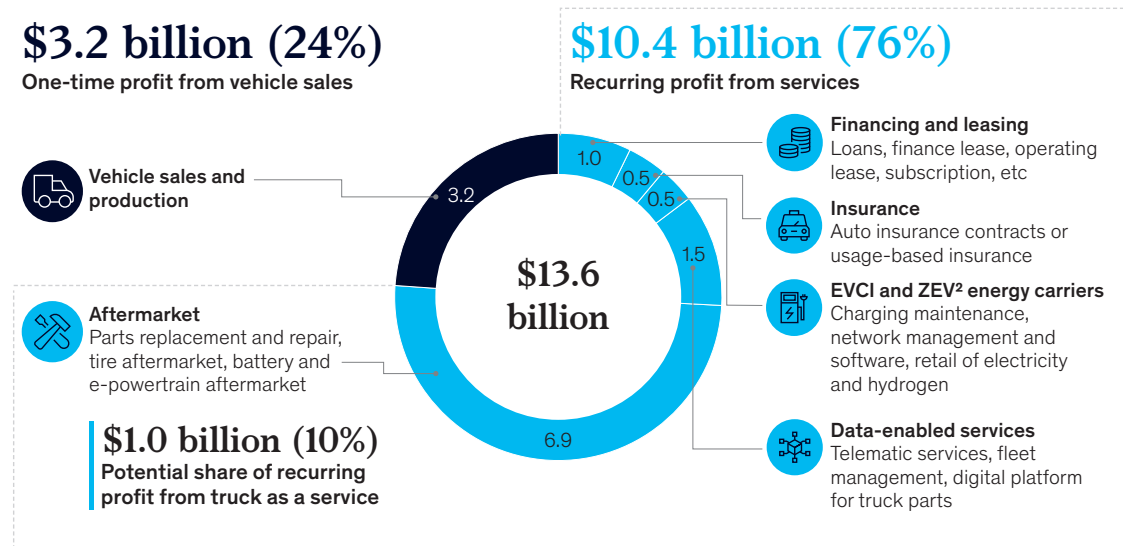 $3.2 billion (24%)
One-time profit from vehicle sales
$10.4 billion (76%)
Recurring profit from services
Vehicle sales and
production
3.2
Aftermarket
Parts replacement and repair,
tire aftermarket, battery and
e-powertrain aftermarket
$1.0 billion (10%)
Potential share of recurring
profit from truck as a service
$13.6
billion
1.0
0.5
0.5
1.5
6.9
Financing and leasing
Loans, finance lease, operating
lease, subscription, etc
Insurance
Auto insurance contracts or
usage-based insurance
EVCI and ZEV² energy carriers
Charging maintenance,
network management and
software, retail of electricity
and hydrogen
Data-enabled services
Telematic services, fleet
management, digital platform
for truck parts